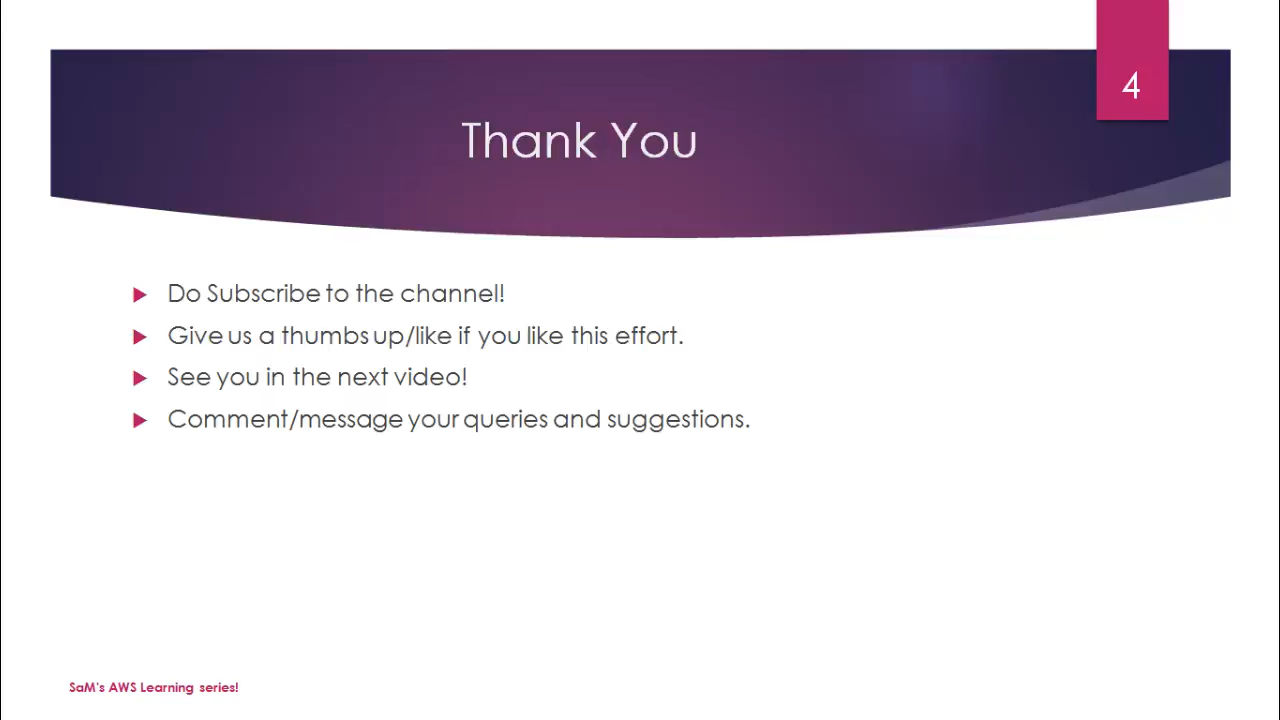 4
Thank You
Do Subscribe to the channel!
Give us a thumbs up/like if you like this effort.
See you in the next video!
Comment/message your queries and suggestions.
SaM's AWS Learning series!